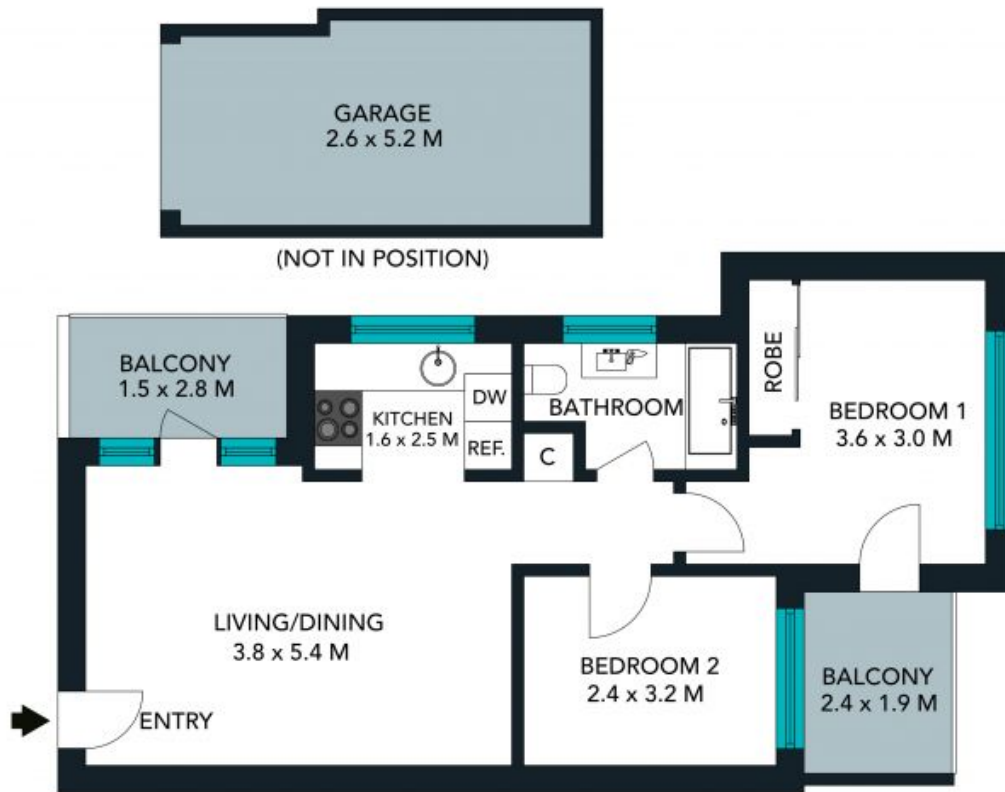 GARAGE
2.6 x 5.2 M
(NOT IN POSITION)
BALCONY
1.5 x 2.8 M
KITCHEN
1.6 x 2.5 M
DW
REF.
BATHROOM
C
ROBE
BEDROOM 1
3.6 x 3.0 M
LIVING/DINING
3.8 x 5.4 M
ENTRY
BEDROOM 2
2.4 x 3.2 M
BALCONY
2.4 x 1.9 M